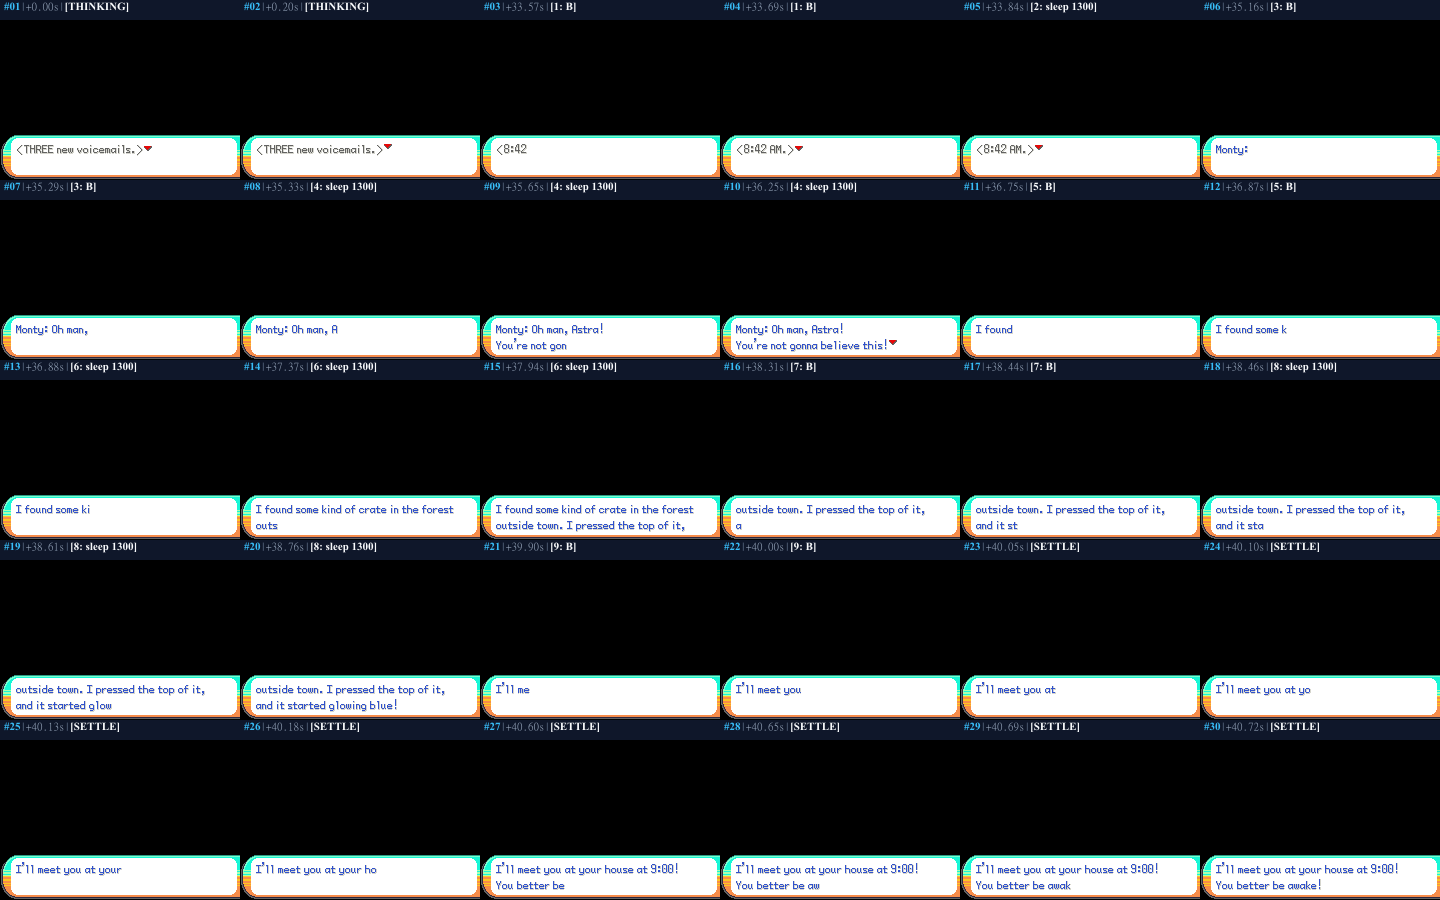 #01|+0.00s|[THINKING]
#02|+0.20s|[THINKING]
#03|+33.57s|[1: B]
#04|+33.69s|[1: B]
#05|+33.84s|[2: sleep 1300]
#06|+35.16s|[3: B]
<THREE new voicemails.>
<THREE new voicemails.>
<8:42
<8:42 AM.>
<8:42 AM.>
Monty:
#07|+35.29s|[3: B]
#08|+35.33s|[4: sleep 1300]
#09|+35.65s|[4: sleep 1300]
#10|+36.25s|[4: sleep 1300]
#11|+36.75s|[5: B]
#12|+36.87s|[5: B]
Monty: Oh man,
Monty: Oh man, A
Monty: Oh man, Astra!
You're not gon
Monty: Oh man, Astra!
You're not gonna believe this!
I found
I found some k
#13|+36.88s|[6: sleep 1300]
#14|+37.37s|[6: sleep 1300]
#15|+37.94s|[6: sleep 1300]
#16|+38.31s|[7: B]
#17|+38.44s|[7: B]
#18|+38.46s|[8: sleep 1300]
I found some ki
I found some kind of crate in the forest
outs
I found some kind of crate in the forest
outside town. I pressed the top of it,
outside town. I pressed the top of it,
a
outside town. I pressed the top of it,
and it st
outside town. I pressed the top of it,
and it sta
#19|+38.61s|[8: sleep 1300]
#20|+38.76s|[8: sleep 1300]
#21|+39.90s|[9: B]
#22|+40.00s|[9: B]
#23|+40.05s|[SETTLE]
#24|+40.10s|[SETTLE]
outside town. I pressed the top of it,
and it started glow
outside town. I pressed the top of it,
and it started glowing blue!
I'll me
I'll meet you
I'll meet you at
I'll meet you at yo
#25|+40.13s|[SETTLE]
#26|+40.18s|[SETTLE]
#27|+40.60s|[SETTLE]
#28|+40.65s|[SETTLE]
#29|+40.69s|[SETTLE]
#30|+40.72s|[SETTLE]
I'll meet you at your
I'll meet you at your ho
I'll meet you at your house at 9:00!
You better be
I'll meet you at your house at 9:00!
You better be aw
I'll meet you at your house at 9:00!
You better be awak
I'll meet you at your house at 9:00!
You better be awake!